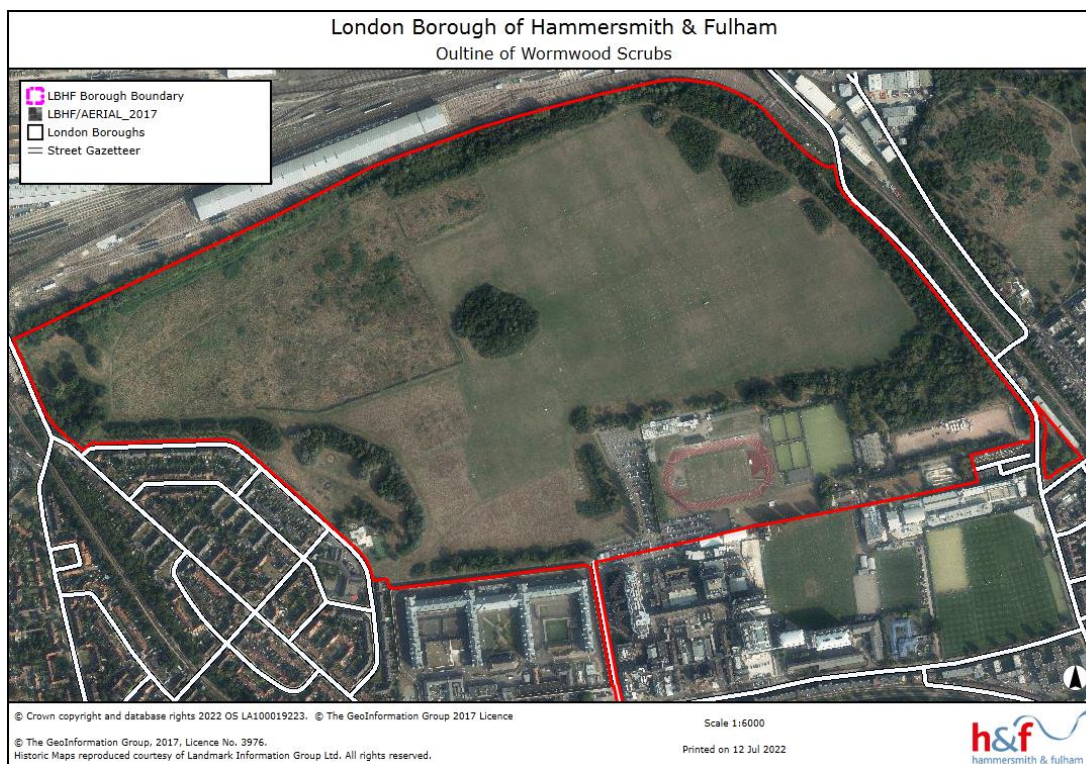 London Borough of Hammersmith & Fulham
Oultine of Wormwood Scrubs
LBHF Borough Boundary
LBHF/AERIAL_2017
London Boroughs
Street Gazetteer
© Crown copyright and database rights 2022 OS LA100019223. © The GeoInformation Group 2017 Licence
© The GeoInformation Group, 2017, Licence No. 3976.
Historic Maps reproduced courtesy of Landmark Information Group Ltd. All rights reserved.
Scale 1:6000
Printed on 12 Jul 2022
h&f
hammersmith & fulham